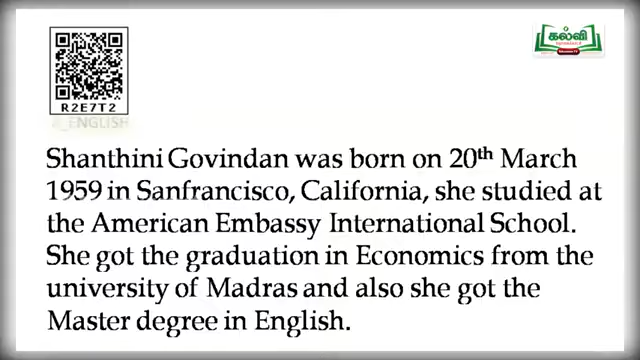 கல்வி
R2E7T2
8_ENGLISH
Shanthini Govindan was born on 20th March
1959 in Sanfrancisco, California, she studied at
the American Embassy International School.
She got the graduation in Economics from the
university of Madras and also she got the
Master degree in English.